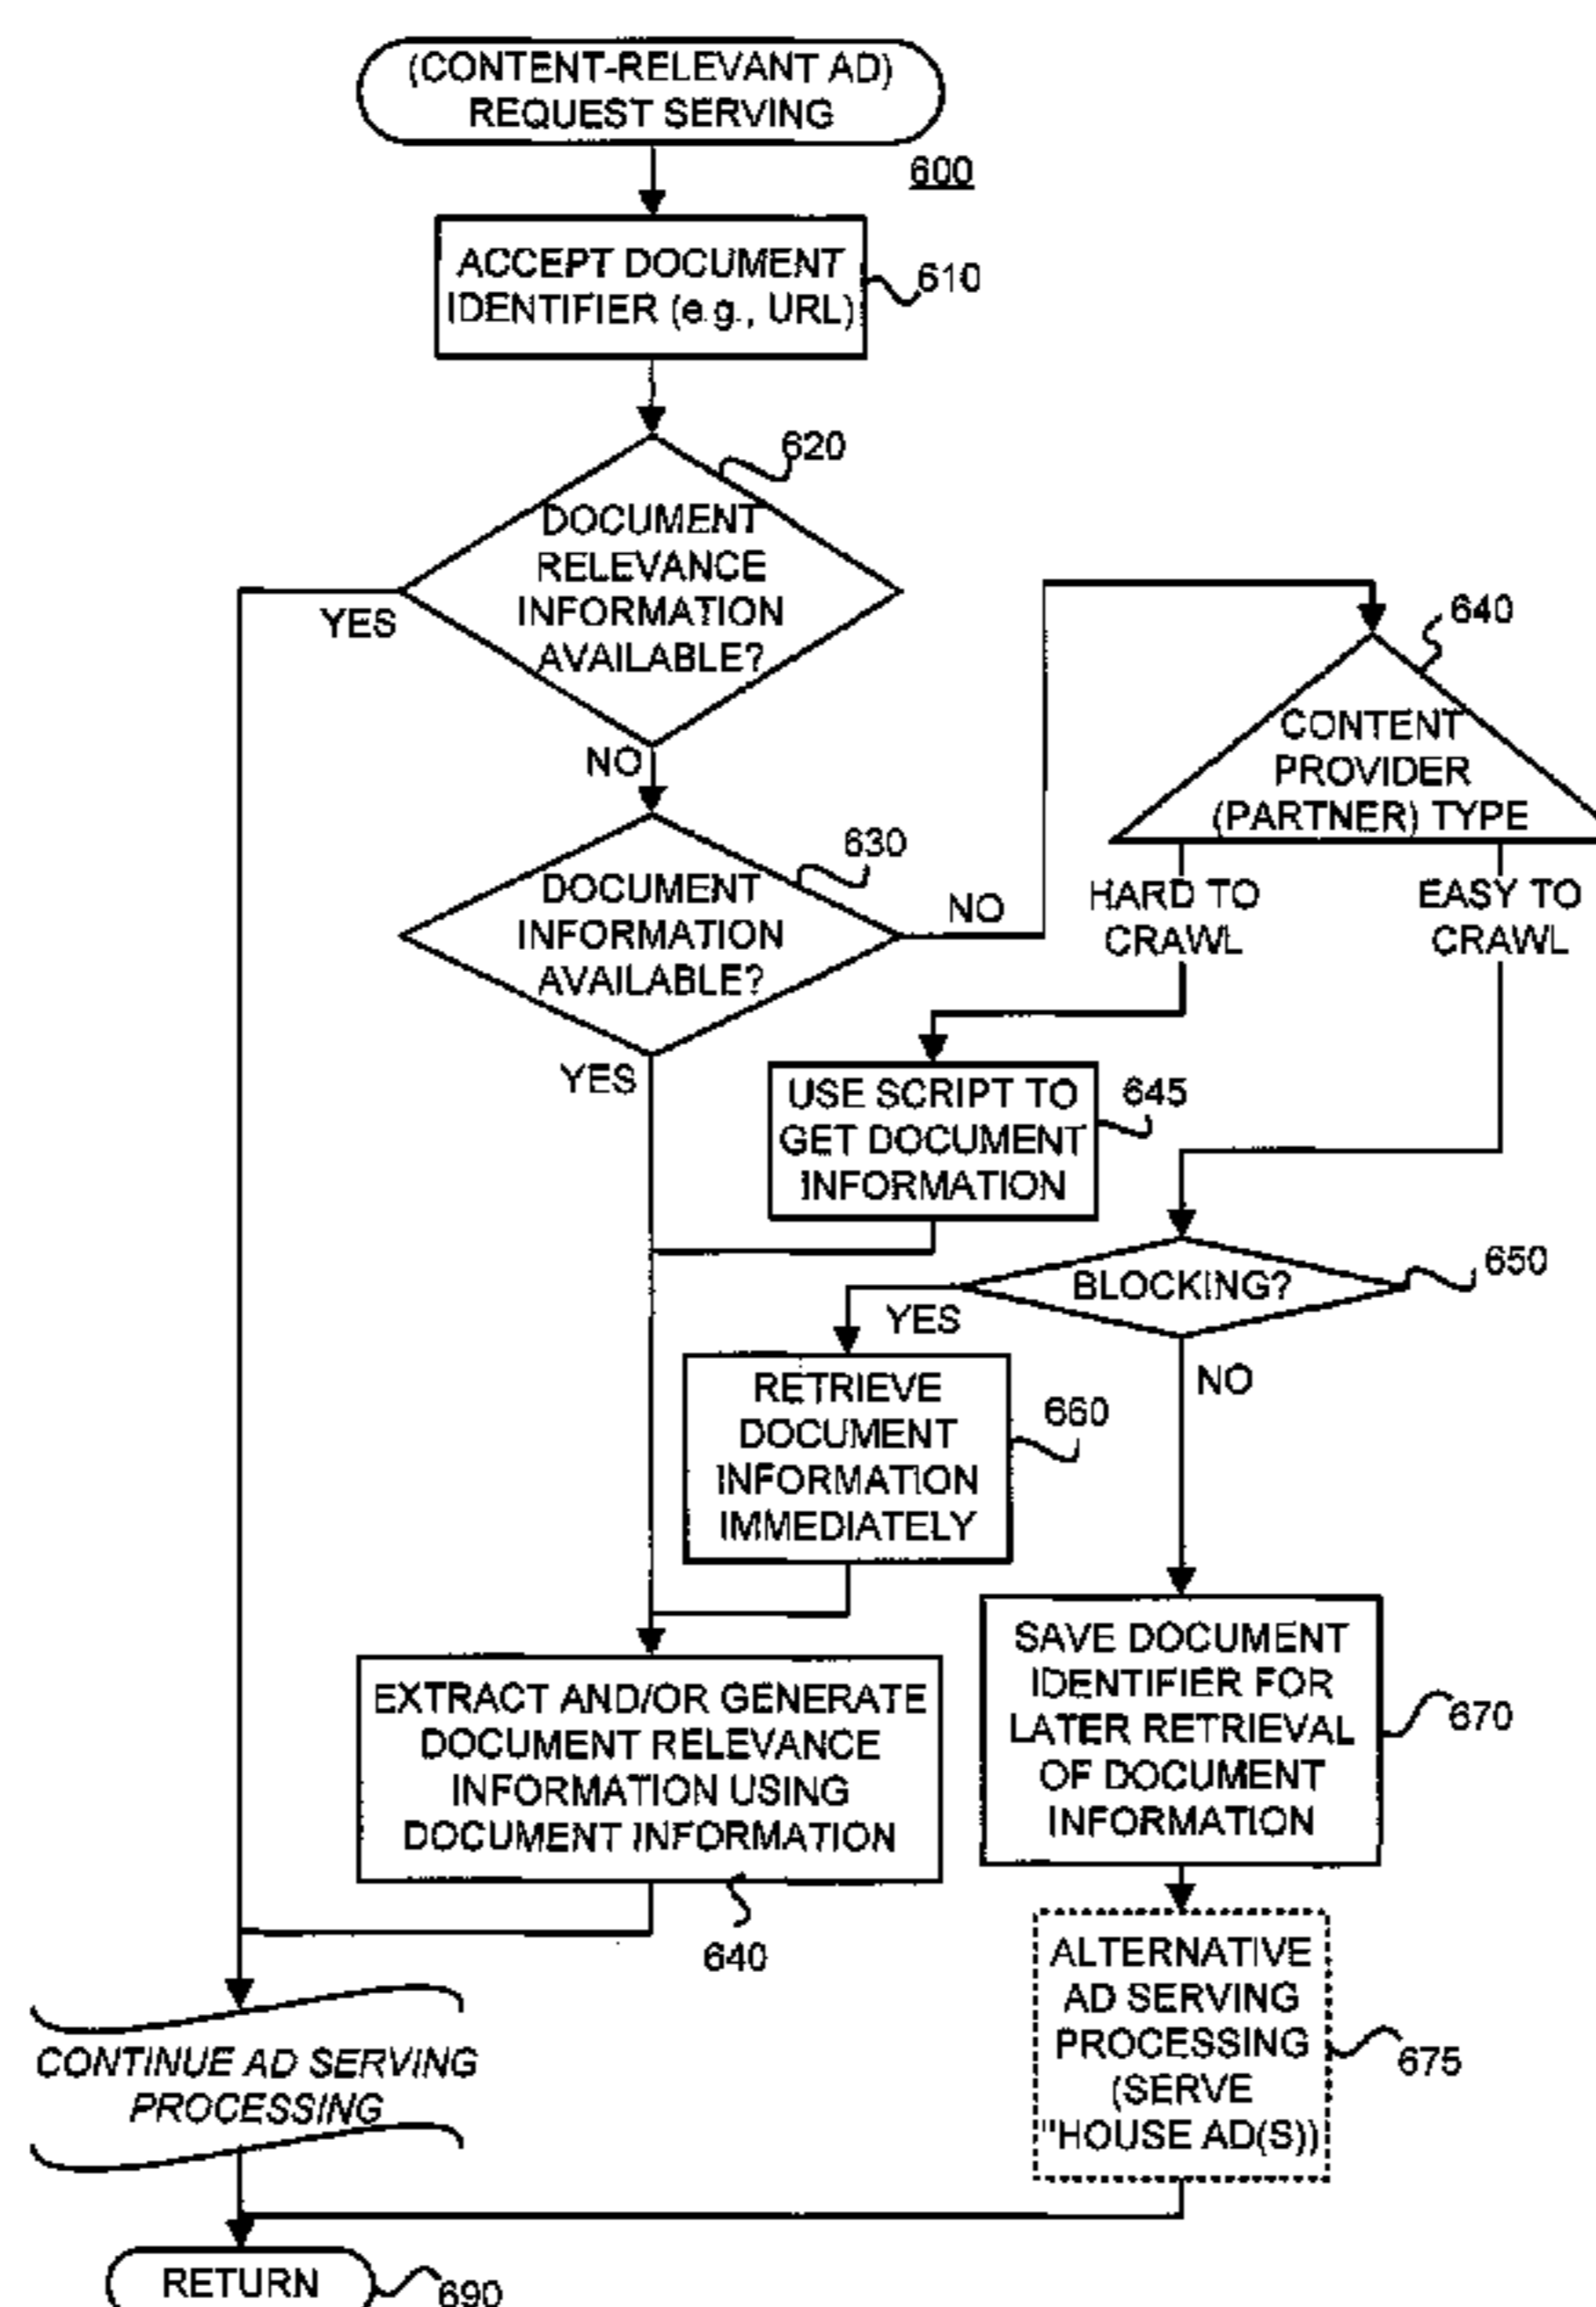 (CONTENT-RELEVANT AD)
REQUEST SERVING
600
ACCEPT DOCUMENT
IDENTIFIER (e.g., URL)
610
620
DOCUMENT
RELEVANCE
INFORMATION
AVAILABLE?
YES
NO
640
CONTENT
PROVIDER
(PARTNER) TYPE
630
DOCUMENT
INFORMATION
AVAILABLE?
NO
YES
HARD TO
CRAWL
EASY TO
CRAWL
USE SCRIPT TO
GET DOCUMENT
INFORMATION
645
BLOCKING?
650
YES
NO
RETRIEVE
DOCUMENT
INFORMATION
IMMEDIATELY
660
SAVE DOCUMENT
IDENTIFIER FOR
LATER RETRIEVAL
OF DOCUMENT
INFORMATION
670
EXTRACT AND/OR GENERATE
DOCUMENT RELEVANCE
INFORMATION USING
DOCUMENT INFORMATION
640
ALTERNATIVE
AD SERVING
PROCESSING
(SERVE
"HOUSE AD(S))
675
CONTINUE AD SERVING
PROCESSING
RETURN
690